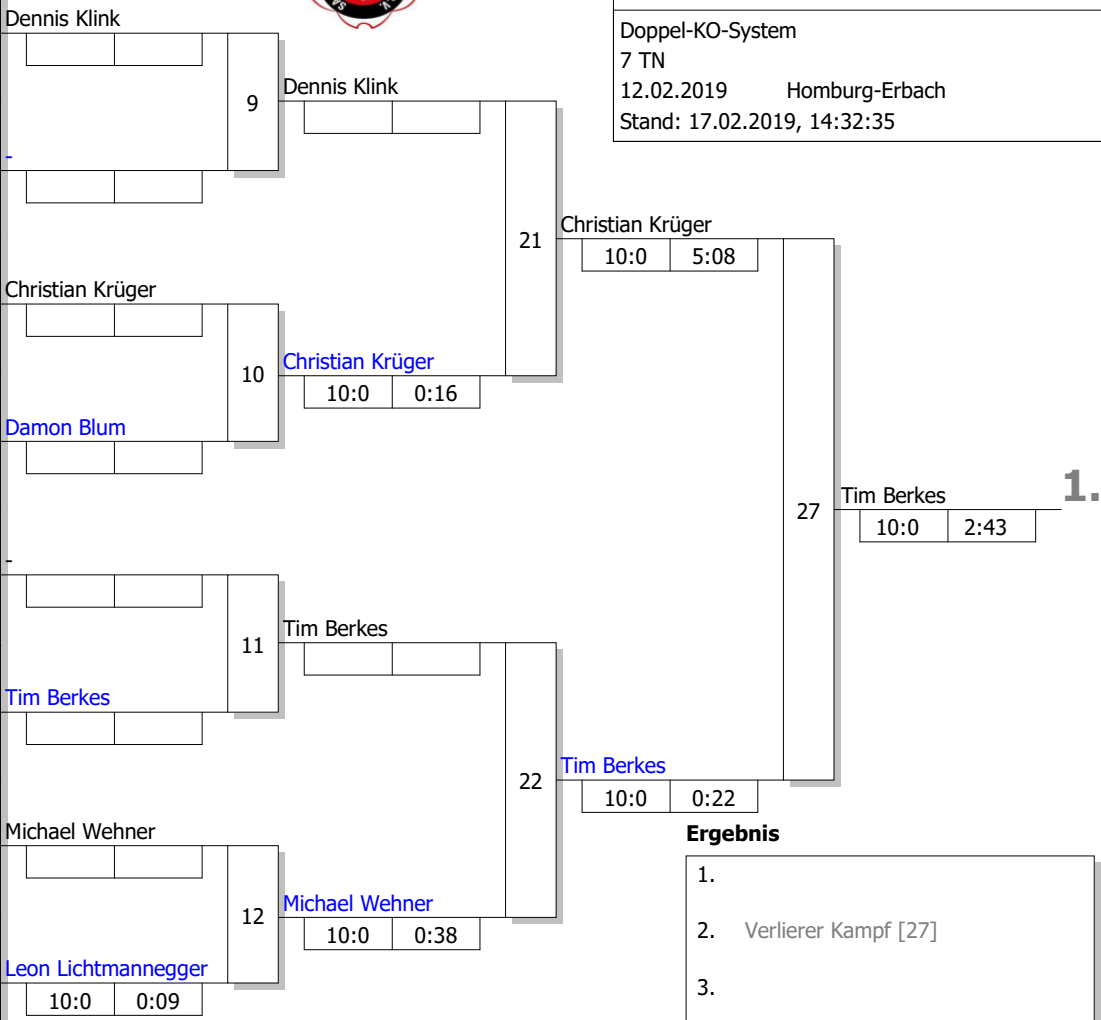 Doppel-KO-System
7 TN
12.02.2019 Homburg-Erbach
Stand: 17.02.2019, 14:32:35
Dennis Klink
9
-
Dennis Klink
21
Christian Krüger
10:0 5:08
Christian Krüger
10
Christian Krüger
10:0 0:16
Damon Blum
27
Tim Berkes
1.
10:0 2:43
-
11
Tim Berkes
Tim Berkes
22
Tim Berkes
10:0 0:22
Michael Wehner
12
Michael Wehner
10:0 0:38
Leon Lichtmannegger
10:0 0:09
Ergebnis
1.
2. Verlierer Kampf [27]
3.